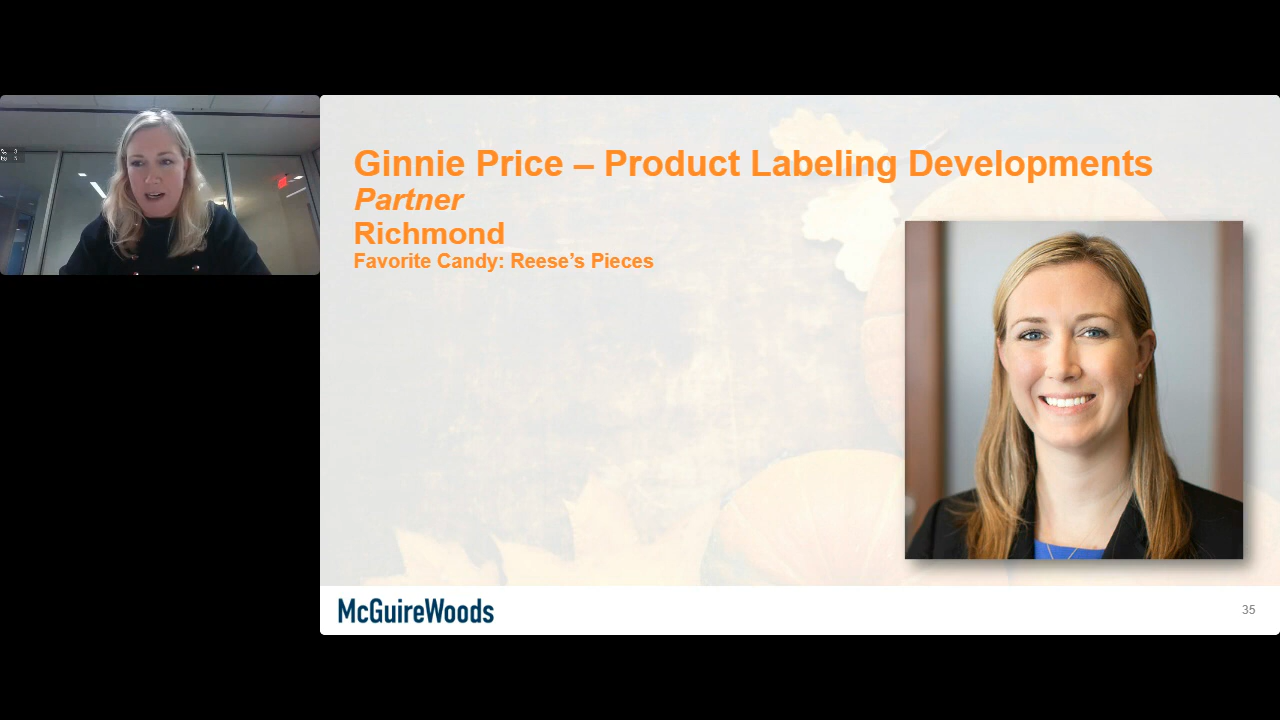 Ginnie Price – Product Labeling Developments
Partner
Richmond
Favorite Candy: Reese’s Pieces
McGuireWoods
35